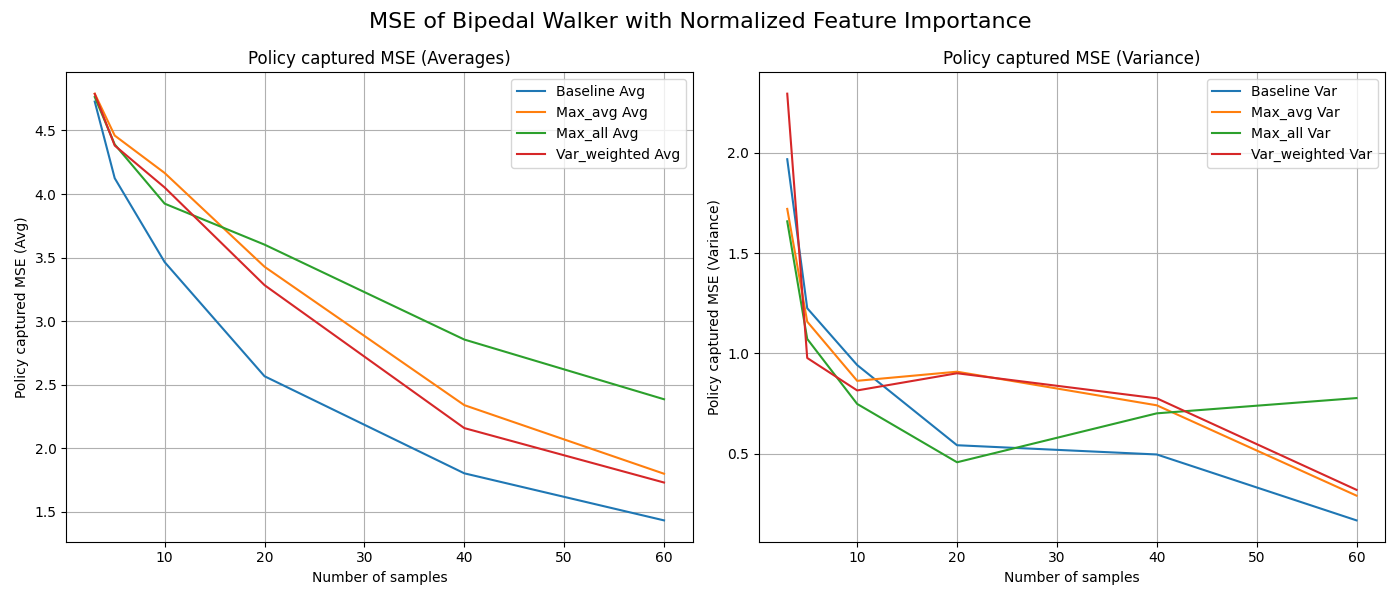 MSE of Bipedal Walker with Normalized Feature Importance
Policy captured MSE (Averages)
Policy captured MSE (Avg)
4.5
4.0
3.5
3.0
2.5
2.0
1.5
Baseline Avg
Max_avg Avg
Max_all Avg
Var_weighted Avg
10 20 30 40 50 60
Number of samples
Policy captured MSE (Variance)
Policy captured MSE (Variance)
2.0
1.5
1.0
0.5
Baseline Var
Max_avg Var
Max_all Var
Var_weighted Var
10 20 30 40 50 60
Number of samples